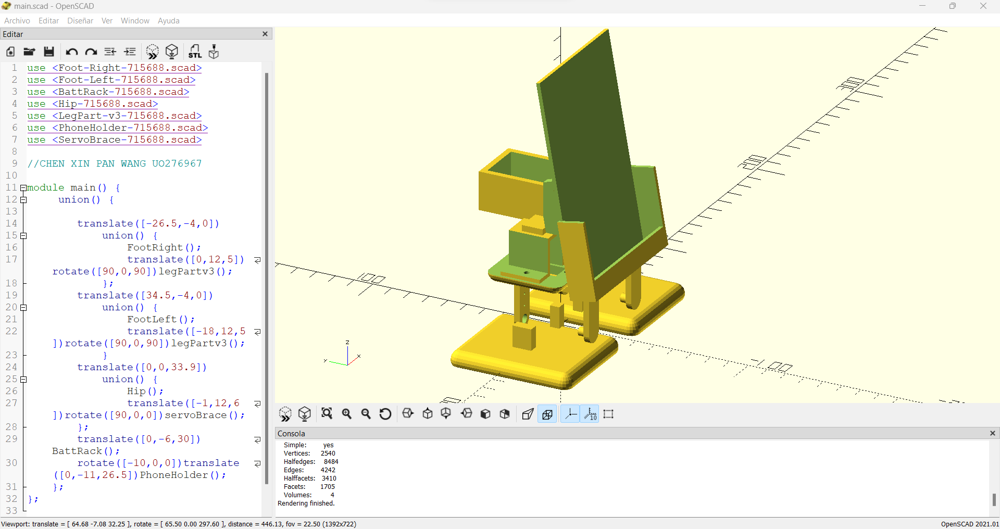 main.scad - OpenSCAD
Archivo Editar Diseñar Ver Window Ayuda
Editar
STL
1 use <Foot-Right-715688.scad>
2 use <Foot-Left-715688.scad>
3 use <BattRack-715688.scad>
4 use <Hip-715688.scad>
5 use <LegPart-v3-715688.scad>
6 use <PhoneHolder-715688.scad>
7 use <ServoBrace-715688.scad>
8
9 //CHEN XIN PAN WANG UO276967
10
11 module main() {
12 union() {
13
14 translate([-26.5,-4,0])
15 union() {
16 FootRight();
17 translate([0,12,5])
rotate([90,0,90])legPartv3();
18 };
19 translate([34.5,-4,0])
20 union() {
21 FootLeft();
22 translate([-18,12,5
])rotate([90,0,90])legPartv3();
23 }
24 translate([0,0,33.9])
25 union() {
26 Hip();
27 translate([-1,12,6
])rotate([90,0,0])servoBrace();
28 };
29 translate([0,-6,30])
BattRack();
30 rotate([-10,0,0])translate
([0,-11,26.5])PhoneHolder();
31 };
32 };
33
z
y
x
10
Consola
Simple: yes
Vertices: 2540
Halfedges: 8484
Edges: 4242
Halffacets: 3410
Facets: 1705
Volumes: 4
Rendering finished.
Viewport: translate = [ 64.68 -7.08 32.25 ], rotate = [ 65.50 0.00 297.60 ], distance = 446.13, fov = 22.50 (1392x722)
OpenSCAD 2021.01